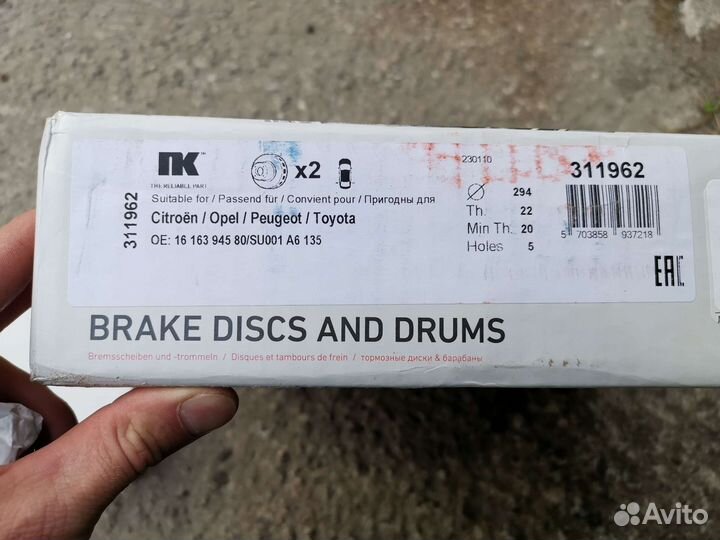 NK™
THE RELIABLE PART
x2
230110
311962
Suitable for / Passend für / Convient pour / Пригодны для
Citroën / Opel / Peugeot / Toyota
OE: 16 163 945 80/SU001 A6 135
294
Th. 22
Min Th. 20
Holes 5
311962
5 703858 937218
EAC
BRAKE DISCS AND DRUMS
Bremsscheiben und -trommeln / Disques et tambours de frein / тормозные диски & барабаны
Avito